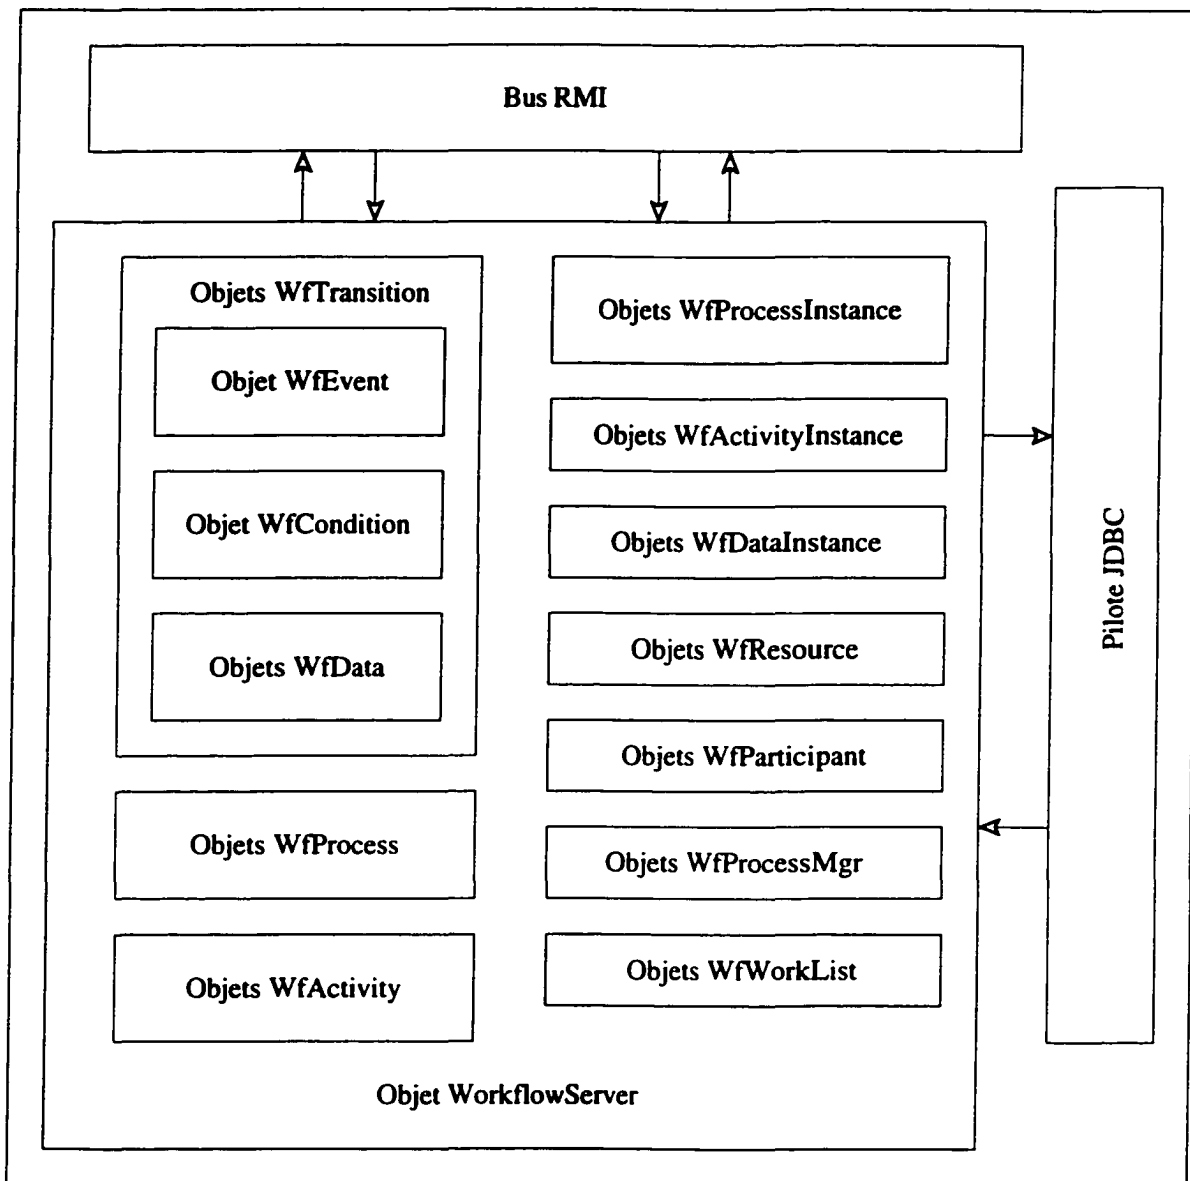 Bus RMI
Objets WfTransition
Objet WfEvent
Objet WfCondition
Objets WfData
Objets WfProcess
Objets WfActivity
Objets WfProcessInstance
Objets WfActivityInstance
Objets WfDataInstance
Objets WfResource
Objets WfParticipant
Objets WfProcessMgr
Objets WfWorkList
Objet WorkflowServer
Pilote JDBC